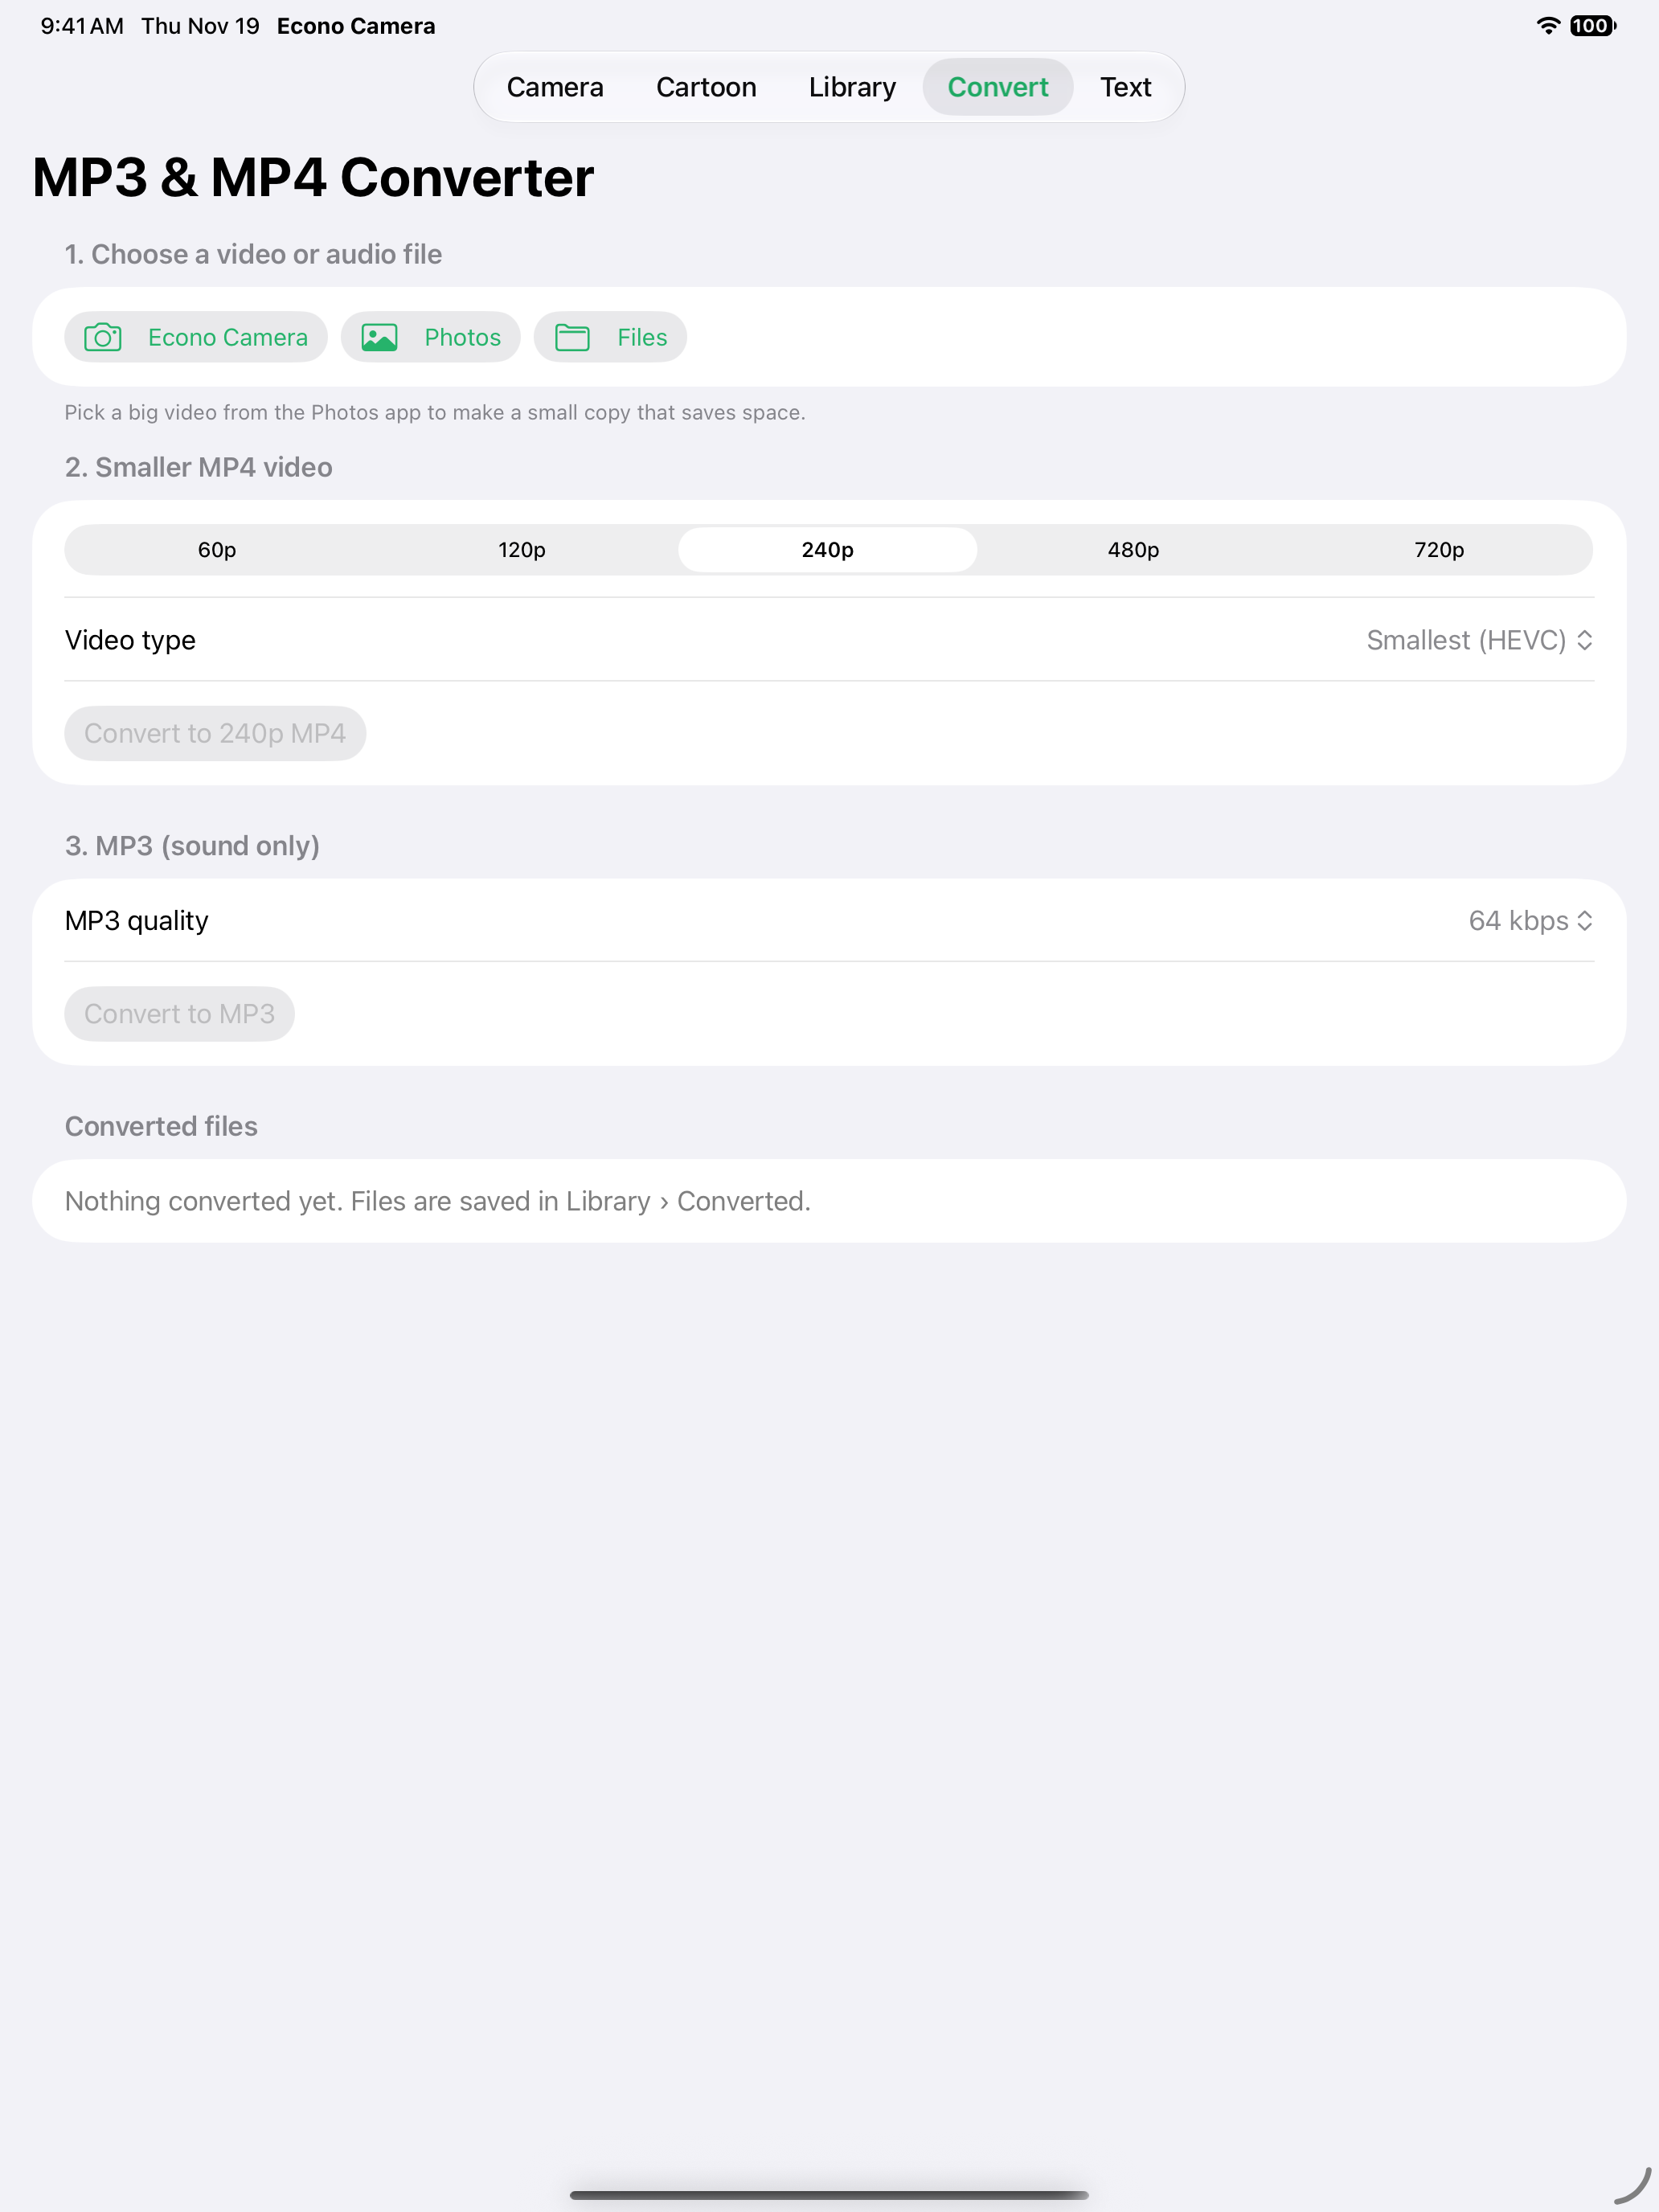 9:41 AM Thu Nov 19 Econo Camera
100
Camera Cartoon Library Convert Text
MP3 & MP4 Converter
1. Choose a video or audio file
Econo Camera Photos Files
Pick a big video from the Photos app to make a small copy that saves space.
2. Smaller MP4 video
60p 120p 240p 480p 720p
Video type Smallest (HEVC)
Convert to 240p MP4
3. MP3 (sound only)
MP3 quality 64 kbps
Convert to MP3
Converted files
Nothing converted yet. Files are saved in Library › Converted.